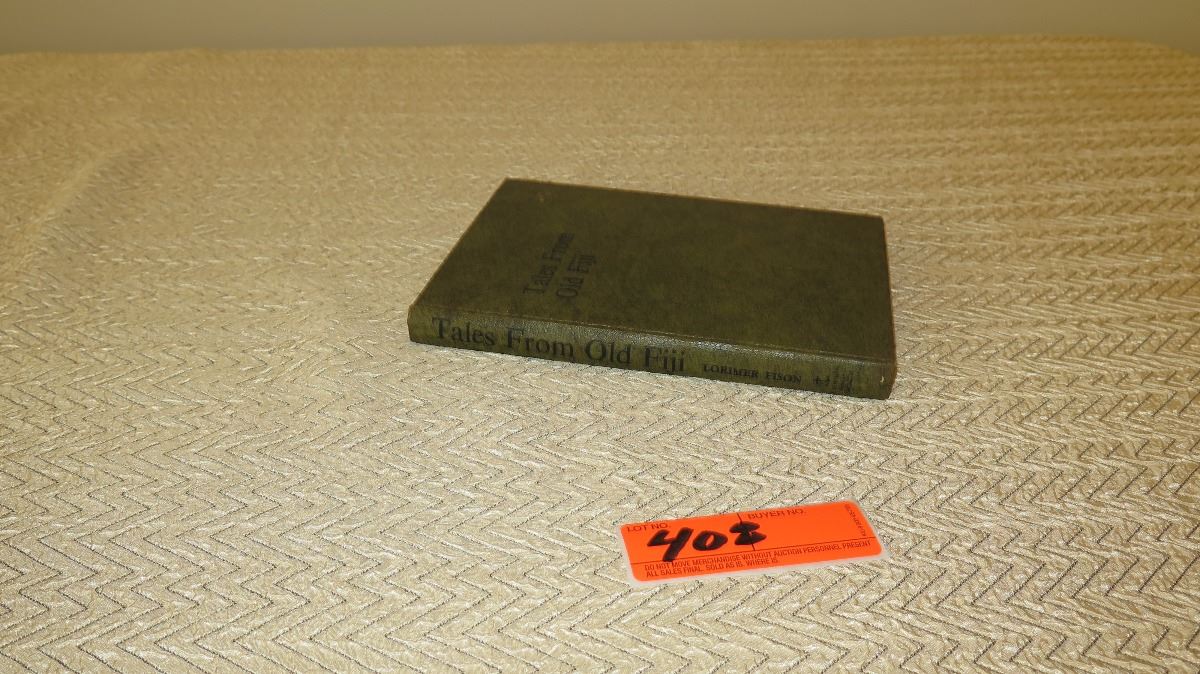 Tales From
Old Fiji
Tales From Old Fiji LORIMER FISON
LOT NO. BUYER NO.
408
DO NOT MOVE MERCHANDISE WITHOUT AUCTION PERSONNEL PRESENT
ALL SALES FINAL. SOLD AS IS, WHERE IS.